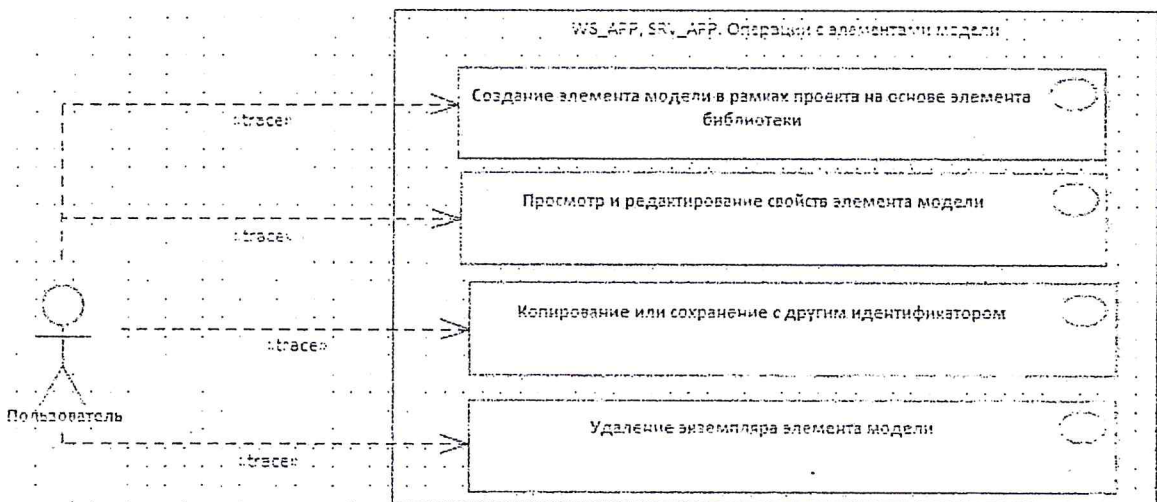 WS_APP, SRV_APP. Операции с элементами модели
Создание элемента модели в рамках проекта на основе элемента
библиотеки
«trace»
Просмотр и редактирование свойств элемента модели
«trace»
Копирование или сохранение с другим идентификатором
«trace»
Пользователь
Удаление экземпляра элемента модели
«trace»